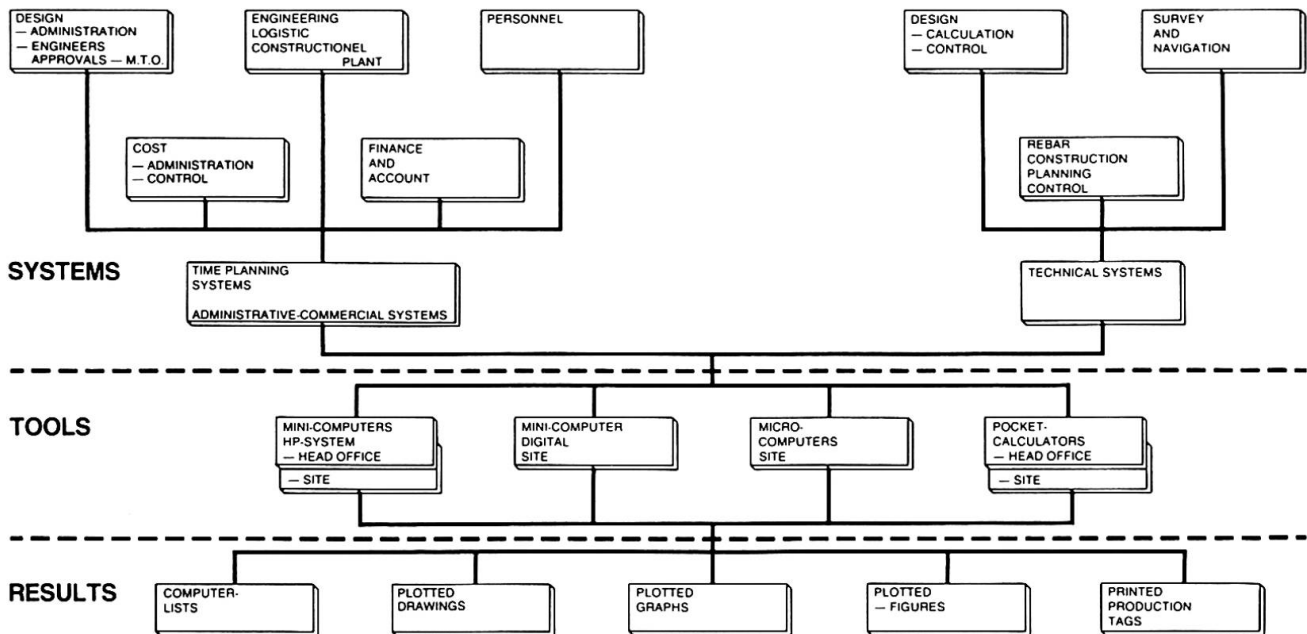 DESIGN
— ADMINISTRATION
— ENGINEERS
APPROVALS — M.T.O.
ENGINEERING
LOGISTIC
CONSTRUCTIONEL
PLANT
PERSONNEL
DESIGN
— CALCULATION
— CONTROL
SURVEY
AND
NAVIGATION
COST
— ADMINISTRATION
— CONTROL
FINANCE
AND
ACCOUNT
REBAR
CONSTRUCTION
PLANNING
CONTROL
SYSTEMS
TIME PLANNING
SYSTEMS
ADMINISTRATIVE-COMMERCIAL SYSTEMS
TECHNICAL SYSTEMS
TOOLS
MINI-COMPUTERS
HP-SYSTEM
— HEAD OFFICE
— SITE
MINI-COMPUTER
DIGITAL
SITE
MICRO-
COMPUTERS
SITE
POCKET-
CALCULATORS
— HEAD OFFICE
— SITE
RESULTS
COMPUTER-
LISTS
PLOTTED
DRAWINGS
PLOTTED
GRAPHS
PLOTTED
— FIGURES
PRINTED
PRODUCTION
TAGS